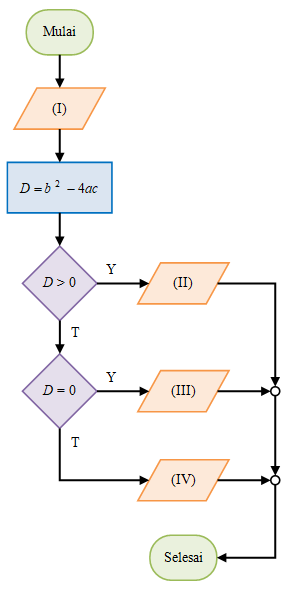 Mulai
(I)
D = b ² − 4ac
D > 0
Y
(II)
T
D = 0
Y
(III)
T
(IV)
Selesai